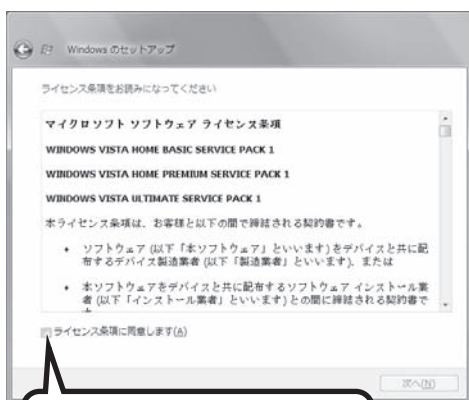 Windows のセットアップ
ライセンス条項をお読みになってください
マイクロソフト ソフトウェア ライセンス条項
WINDOWS VISTA HOME BASIC SERVICE PACK 1
WINDOWS VISTA HOME PREMIUM SERVICE PACK 1
WINDOWS VISTA ULTIMATE SERVICE PACK 1
本ライセンス条項は、お客様と以下の間で締結される契約書です。
• ソフトウェア (以下「本ソフトウェア」といいます) をデバイスと共に配
布するデバイス製造業者 (以下「製造業者」といいます)、または
• 本ソフトウェアをデバイスと共に配布するソフトウェア インストール業
者 (以下「インストール業者」といいます) との間に締結される契約書で
ライセンス条項に同意します(A)
次へ(N)